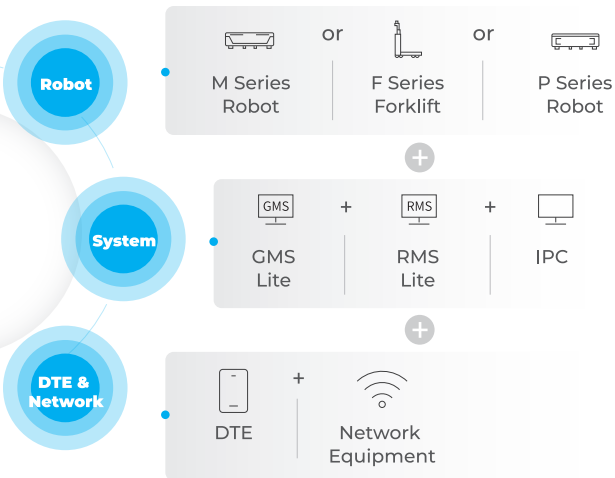 Robot
or
or
M Series
Robot
F Series
Forklift
P Series
Robot
+
System
GMS
+
RMS
+
GMS
Lite
RMS
Lite
IPC
+
DTE &
Network
+
DTE
Network
Equipment